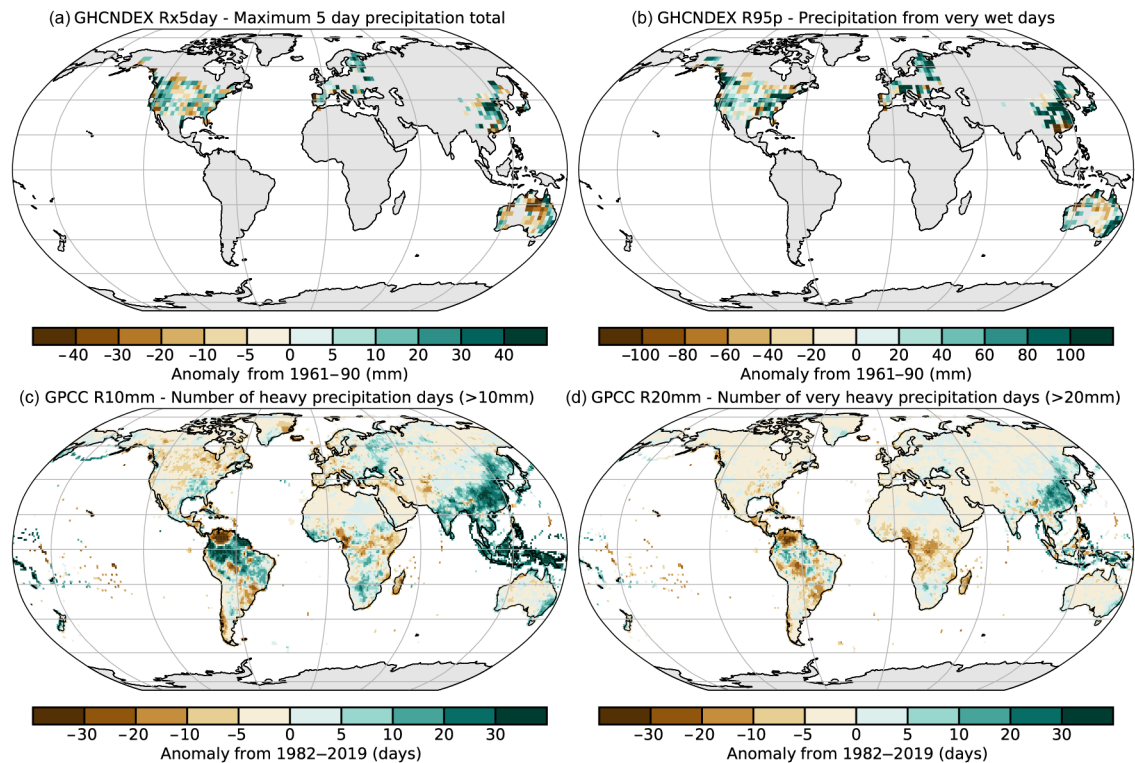 (a) GHCNDEX Rx5day - Maximum 5 day precipitation total
(b) GHCNDEX R95p - Precipitation from very wet days
−40 −30 −20 −10 −5 0 5 10 20 30 40
Anomaly from 1961–90 (mm)
−100 −80 −60 −40 −20 0 20 40 60 80 100
Anomaly from 1961–90 (mm)
(c) GPCC R10mm - Number of heavy precipitation days (>10mm)
(d) GPCC R20mm - Number of very heavy precipitation days (>20mm)
−30 −20 −10 −5 0 5 10 20 30
Anomaly from 1982–2019 (days)
−30 −20 −10 −5 0 5 10 20 30
Anomaly from 1982–2019 (days)